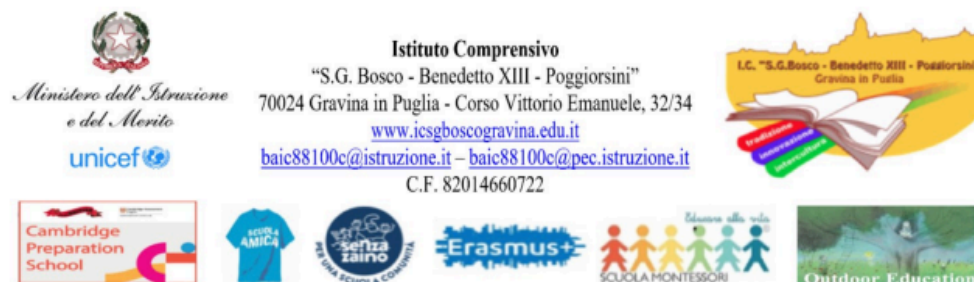 Ministero dell'Istruzione
e del Merito
unicef
Istituto Comprensivo
“S.G. Bosco - Benedetto XIII - Poggiorsini”
70024 Gravina in Puglia - Corso Vittorio Emanuele, 32/34
www.icsgboscogravina.edu.it
baic88100c@istruzione.it – baic88100c@pec.istruzione.it
C.F. 82014660722
I.C. "S.G.Bosco - Benedetto XIII - Poggiorsini"
Gravina in Puglia
tradizione
innovazione
intercultura
Cambridge
Preparation
School
SCUOLA
AMICA
senza
zaino
PER UNA SCUOLA COMUNITÀ
Erasmus+
Educare alla vita
SCUOLA MONTESSORI
Outdoor Education